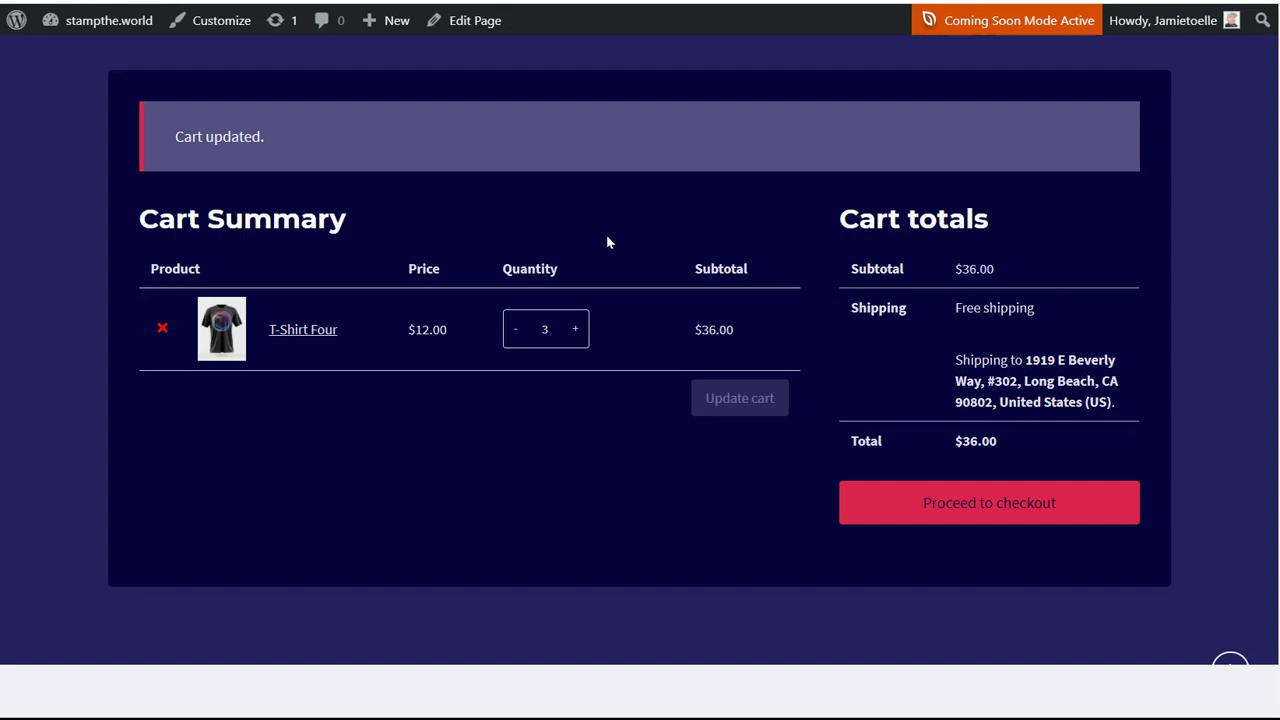 stampthe.world Customize 1 0 New Edit Page Coming Soon Mode Active Howdy, Jamietoelle
Cart updated.
Cart Summary
Product Price Quantity Subtotal
T-Shirt Four $12.00 - 3 + $36.00
Update cart
Cart totals
Subtotal $36.00
Shipping Free shipping
Shipping to 1919 E Beverly
Way, #302, Long Beach, CA
90802, United States (US).
Total $36.00
Proceed to checkout